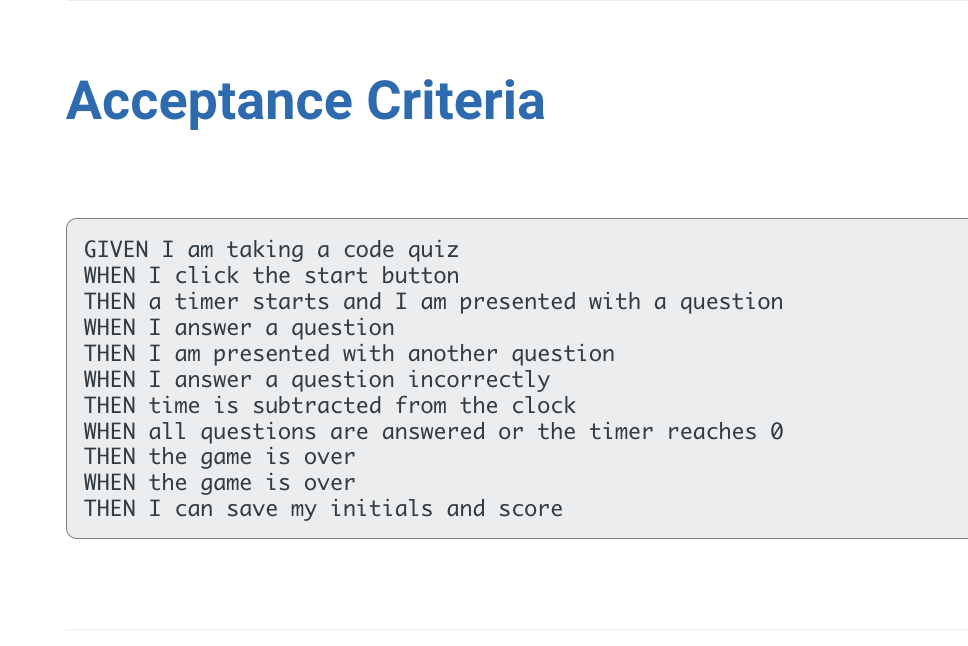 Acceptance Criteria
GIVEN I am taking a code quiz
WHEN I click the start button
THEN a timer starts and I am presented with a question
WHEN I answer a question
THEN I am presented with another question
WHEN I answer a question incorrectly
THEN time is subtracted from the clock
WHEN all questions are answered or the timer reaches 0
THEN the game is over
WHEN the game is over
THEN I can save my initials and score